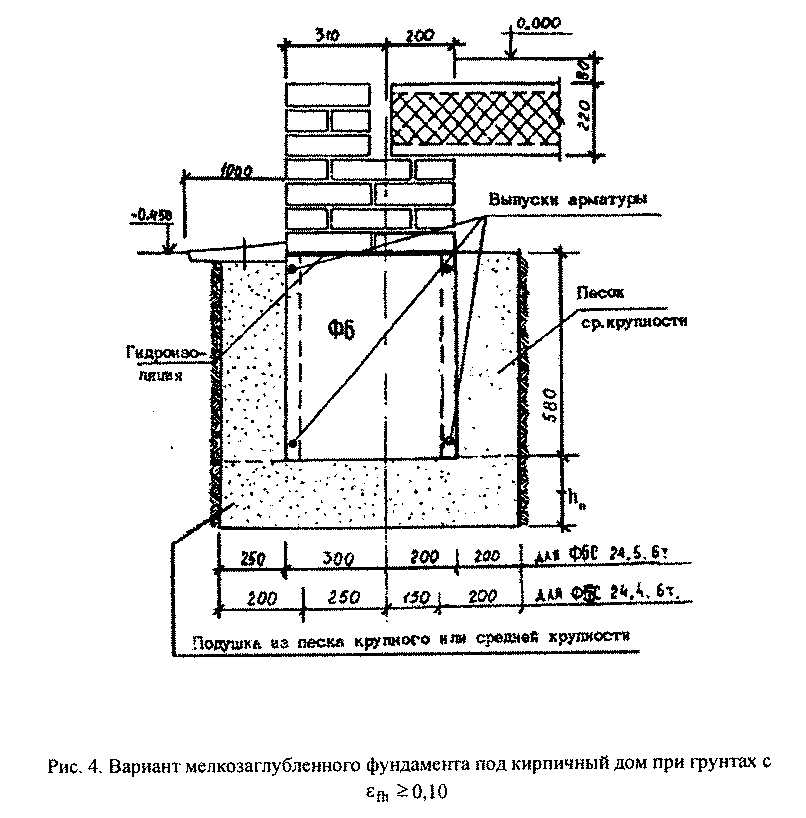 310 200 0.000
80
220
1000
-0.450
Выпуски арматуры
Фб
Песок
ср.крупности
Гидроизо-
ляция
580
hп
250 300 200 200 для ФБС 24.5.6т
200 250 150 200 для ФБС 24.4.6т.
Подушка из песка крупного или средней крупности
Рис. 4. Вариант мелкозаглубленного фундамента под кирпичный дом при грунтах с
εfh ≥ 0,10